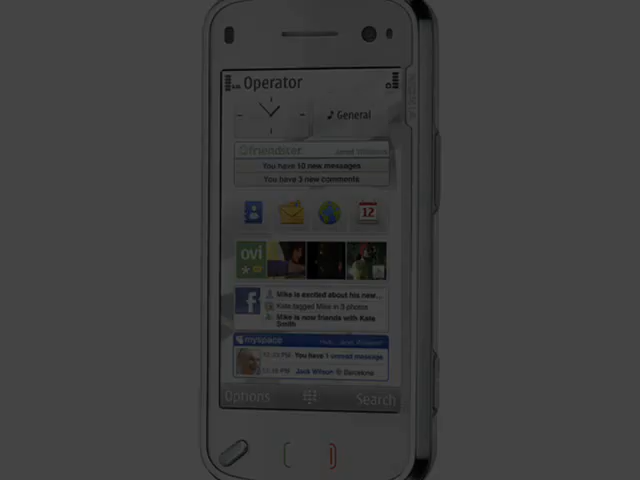 Operator
General
NOKIA
friendster
You have 10 new messages
You have 3 new comments
12
ovi
Mike is excited about his new...
Kate tagged Mike in 3 photos
Mike is now friends with Kate
Smith
myspace
You have 1 unread message
Jack Wilson @ Barcelona
Options
Search